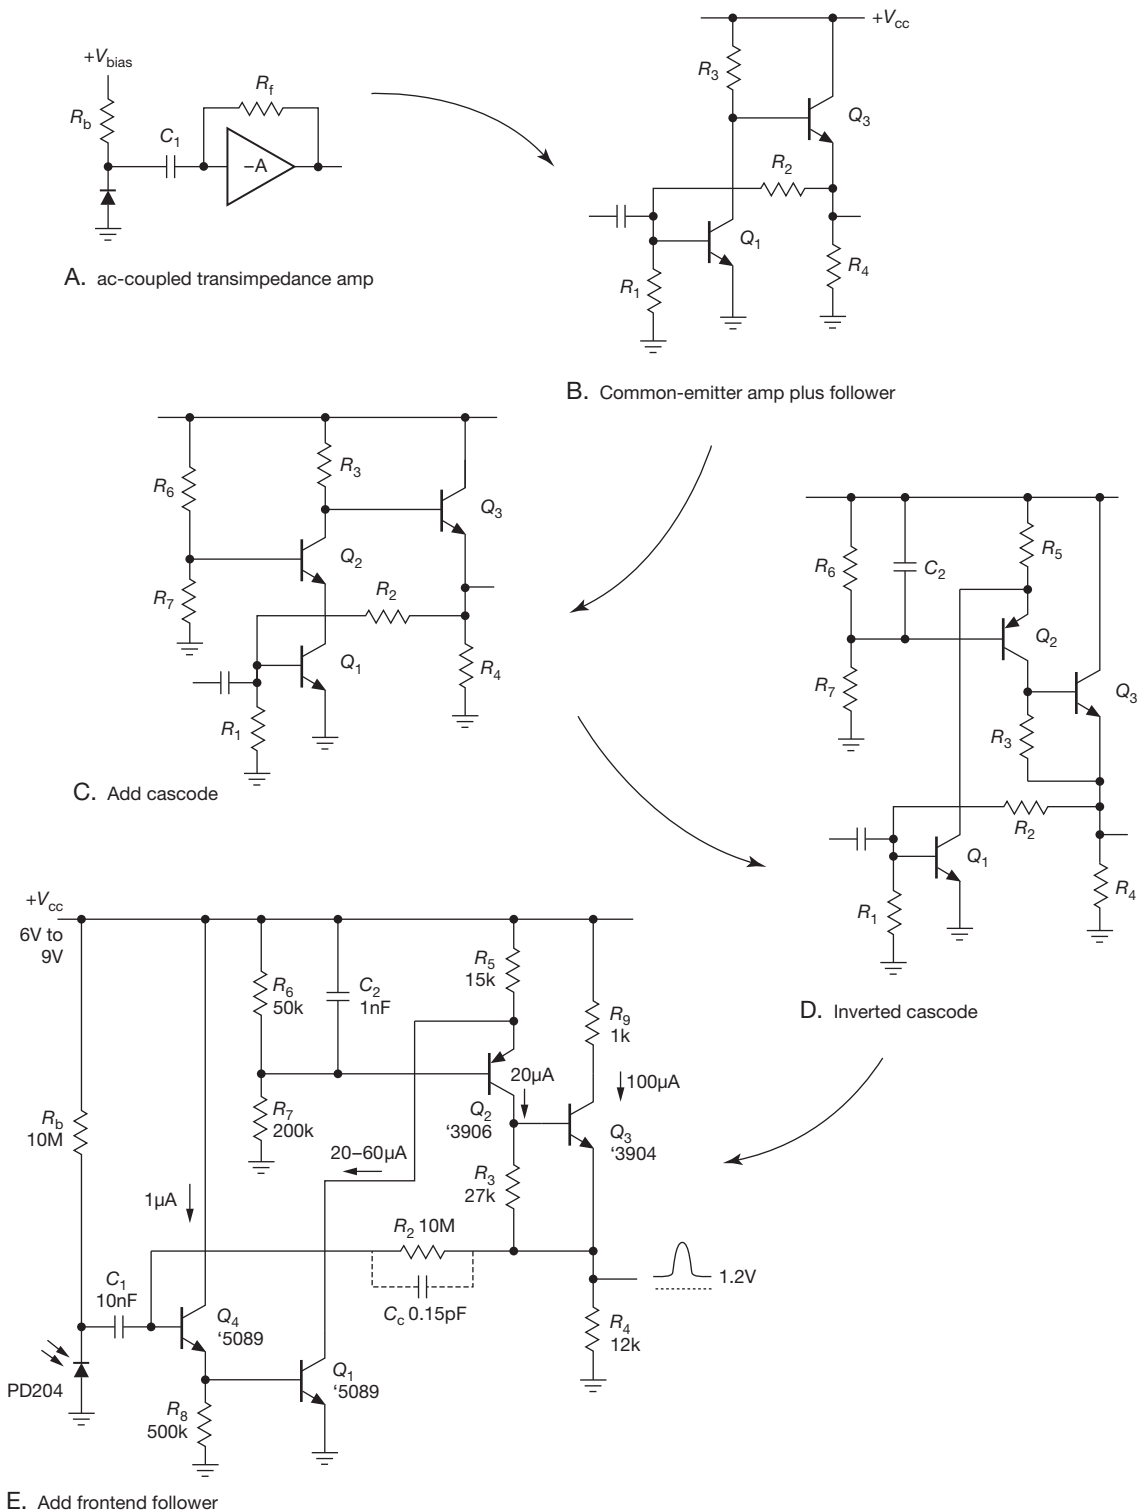 +Vbias
Rb
C1
Rf
–A
A. ac-coupled transimpedance amp
+Vcc
R3
Q3
R2
Q1
R1
R4
B. Common-emitter amp plus follower
R6
R3
Q3
Q2
R7
R2
Q1
R4
R1
C. Add cascode
R6
C2
R5
Q2
R7
Q3
R3
R2
Q1
R1
R4
D. Inverted cascode
+Vcc
6V to
9V
R6
50k
C2
1nF
R5
15k
R9
1k
Rb
10M
R7
200k
Q2
'3906
20µA
100µA
Q3
'3904
20–60µA
R3
27k
1µA
R2 10M
C1
10nF
Cc 0.15pF
1.2V
Q4
'5089
R4
12k
PD204
Q1
'5089
R8
500k
E. Add frontend follower